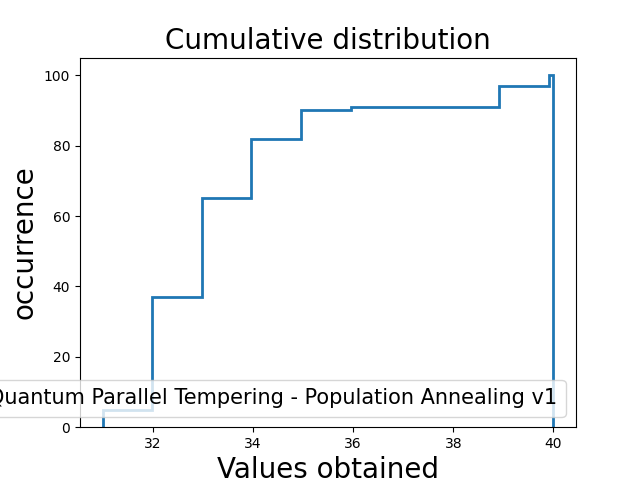 Cumulative distribution
100
80
60
40
20
0
occurrence
Quantum Parallel Tempering - Population Annealing v1
32 34 36 38 40
Values obtained